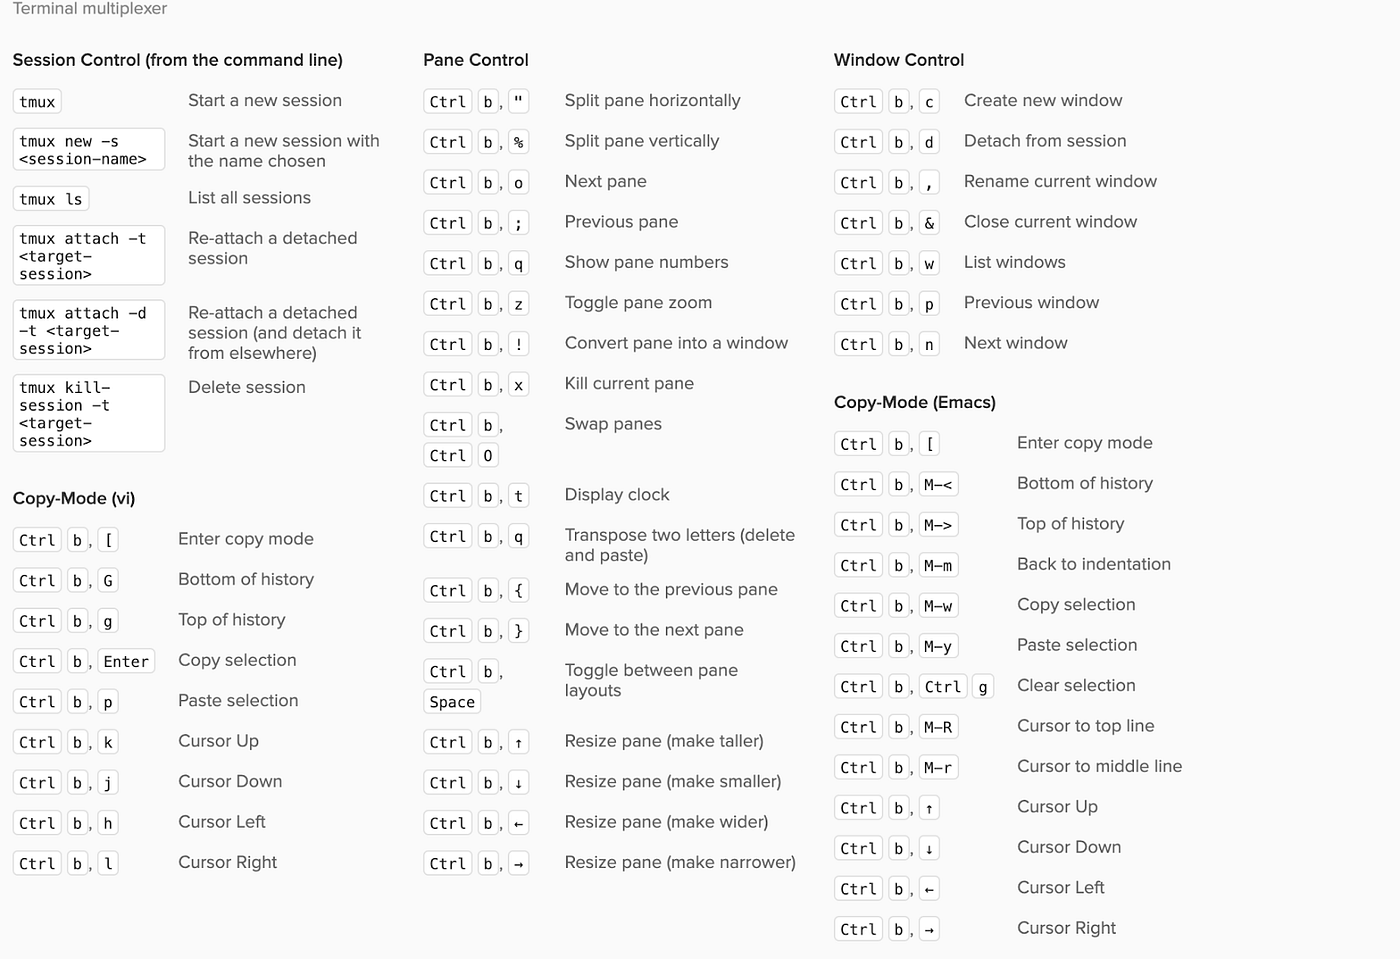 Terminal multiplexer
Session Control (from the command line)
tmux Start a new session
tmux new -s <session-name> Start a new session with
the name chosen
tmux ls List all sessions
tmux attach -t <target-session> Re-attach a detached
session
tmux attach -d -t <target-session> Re-attach a detached
session (and detach it
from elsewhere)
tmux kill-session -t <target-session> Delete session
Copy-Mode (vi)
Ctrl b, [ Enter copy mode
Ctrl b, G Bottom of history
Ctrl b, g Top of history
Ctrl b, Enter Copy selection
Ctrl b, p Paste selection
Ctrl b, k Cursor Up
Ctrl b, j Cursor Down
Ctrl b, h Cursor Left
Ctrl b, l Cursor Right
Pane Control
Ctrl b, " Split pane horizontally
Ctrl b, % Split pane vertically
Ctrl b, o Next pane
Ctrl b, ; Previous pane
Ctrl b, q Show pane numbers
Ctrl b, z Toggle pane zoom
Ctrl b, ! Convert pane into a window
Ctrl b, x Kill current pane
Ctrl b, Swap panes
Ctrl O
Ctrl b, t Display clock
Ctrl b, q Transpose two letters (delete
and paste)
Ctrl b, { Move to the previous pane
Ctrl b, } Move to the next pane
Ctrl b, Toggle between pane
Space layouts
Ctrl b, ↑ Resize pane (make taller)
Ctrl b, ↓ Resize pane (make smaller)
Ctrl b, ← Resize pane (make wider)
Ctrl b, → Resize pane (make narrower)
Window Control
Ctrl b, c Create new window
Ctrl b, d Detach from session
Ctrl b, , Rename current window
Ctrl b, & Close current window
Ctrl b, w List windows
Ctrl b, p Previous window
Ctrl b, n Next window
Copy-Mode (Emacs)
Ctrl b, [ Enter copy mode
Ctrl b, M-< Bottom of history
Ctrl b, M-> Top of history
Ctrl b, M-m Back to indentation
Ctrl b, M-w Copy selection
Ctrl b, M-y Paste selection
Ctrl b, Ctrl g Clear selection
Ctrl b, M-R Cursor to top line
Ctrl b, M-r Cursor to middle line
Ctrl b, ↑ Cursor Up
Ctrl b, ↓ Cursor Down
Ctrl b, ← Cursor Left
Ctrl b, → Cursor Right